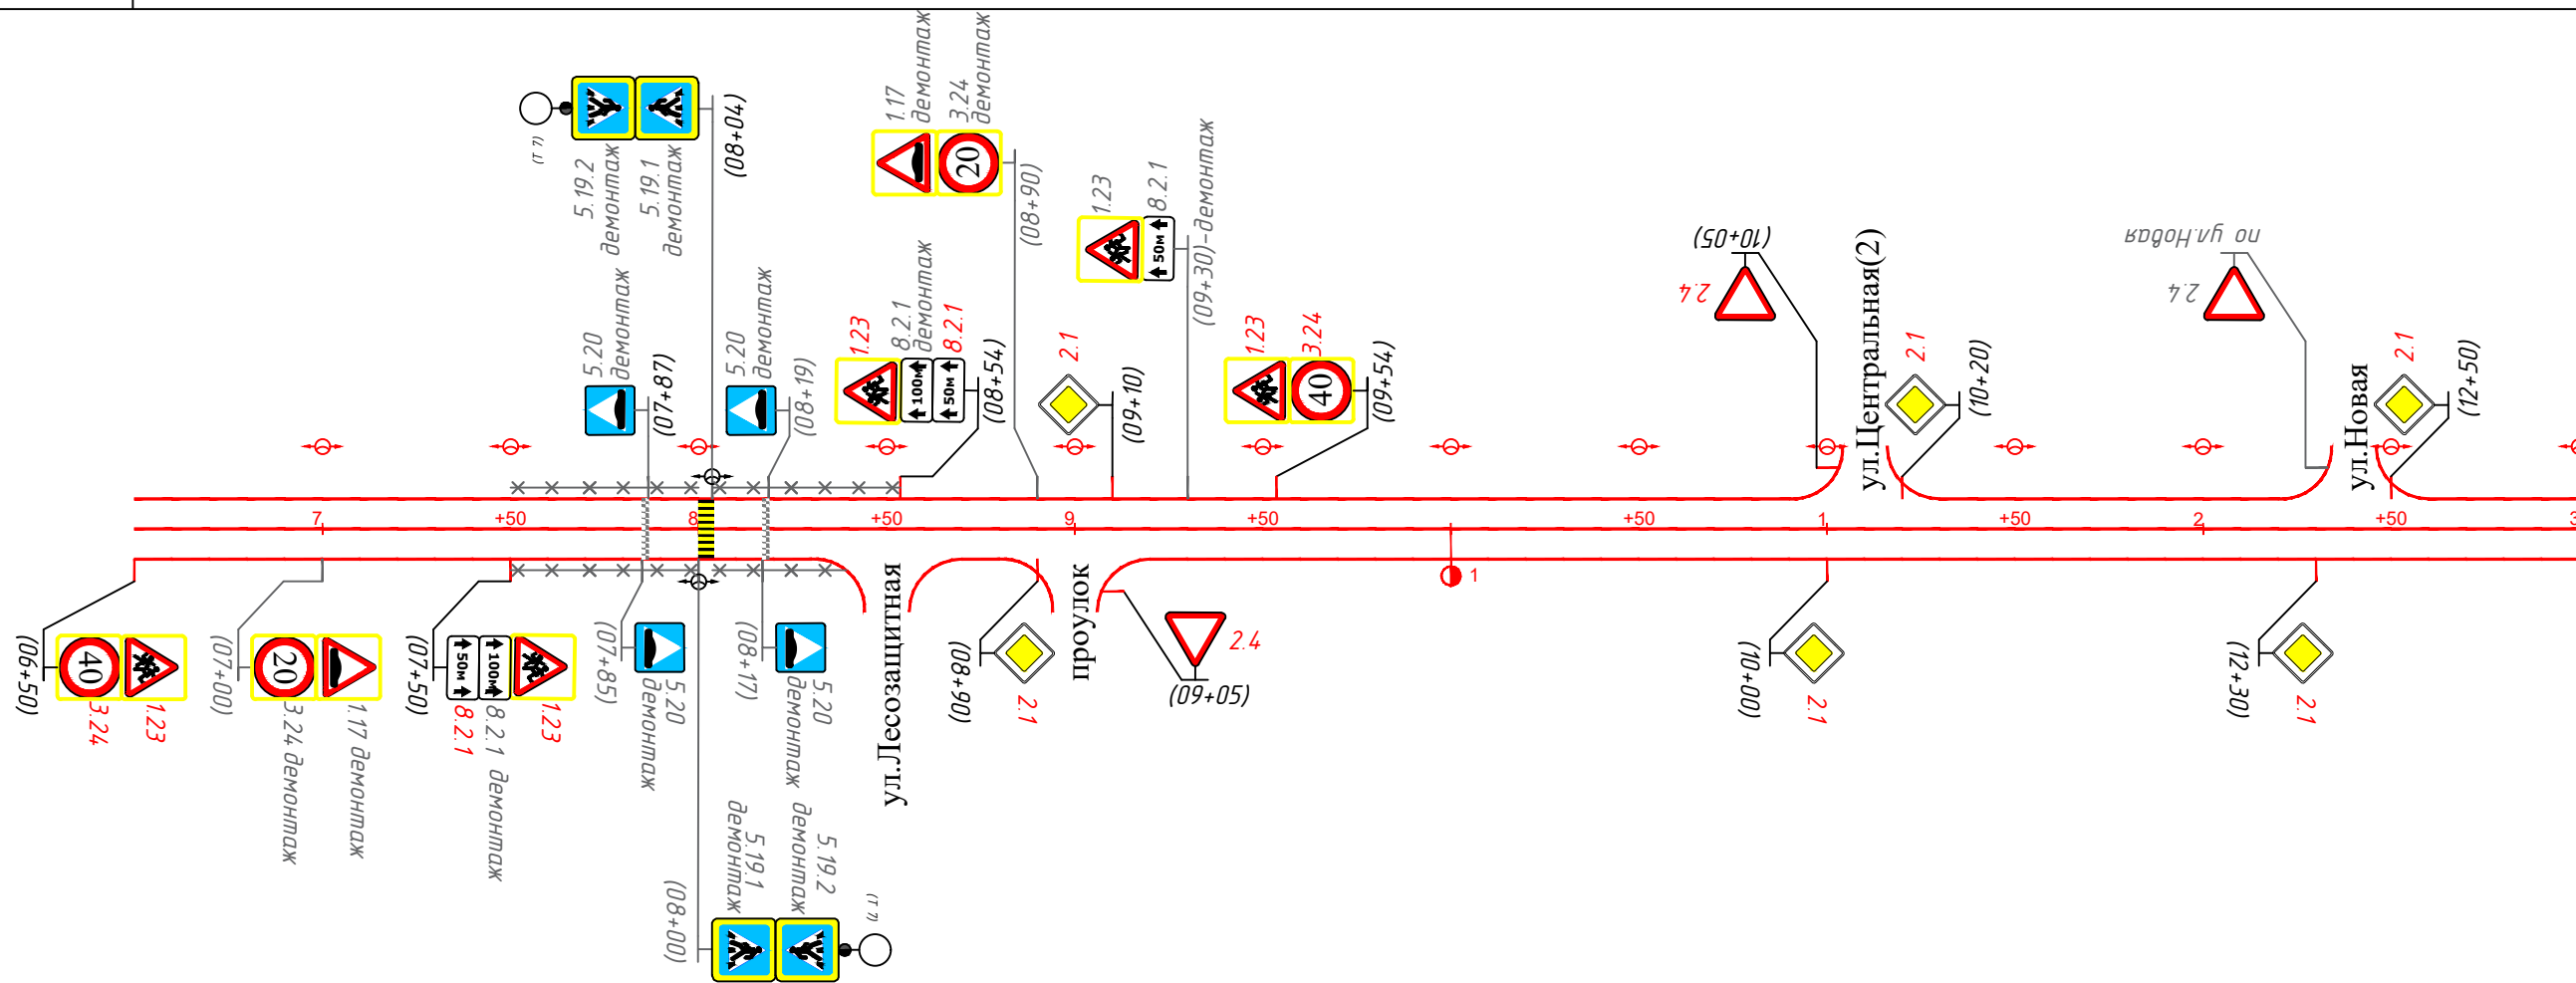 5.19.2
демонтаж
5.19.1
демонтаж
(08+04)
(Т 7)
1.17
демонтаж
3.24
демонтаж
20
(08+90)
1.23
8.2.1
50м
(09+30)-демонтаж
5.20
демонтаж
(07+87)
5.20
демонтаж
(08+19)
1.23
8.2.1
демонтаж
8.2.1
100м
50м
(08+54)
2.1
(09+10)
1.23
3.24
40
(09+54)
(10+05)
2.4
ул.Центральная(2)
2.1
(10+20)
по ул.Новая
2.4
ул.Новая
2.1
(12+50)
7
+50
8
+50
9
+50
1
+50
1
+50
2
+50
3
(06+50)
40
3.24
1.23
(07+00)
20
3.24 демонтаж
1.17 демонтаж
(07+50)
50м
100м
8.2.1
8.2.1 демонтаж
1.23
(07+85)
5.20
демонтаж
(08+17)
5.20
демонтаж
(08+00)
5.19.1
демонтаж
5.19.2
демонтаж
(Т 7)
ул.Лесозащитная
(08+90)
2.1
проулок
2.4
(09+05)
(10+00)
2.1
(12+30)
2.1